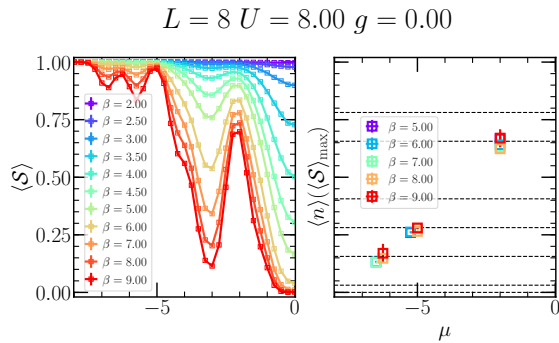 L = 8 U = 8.00 g = 0.00
⟨S⟩
1.00
0.75
0.50
0.25
0.00
β = 2.00
β = 2.50
β = 3.00
β = 3.50
β = 4.00
β = 4.50
β = 5.00
β = 6.00
β = 7.00
β = 8.00
β = 9.00
−5 0
⟨n⟩(⟨S⟩max)
β = 5.00
β = 6.00
β = 7.00
β = 8.00
β = 9.00
−5 0
μ